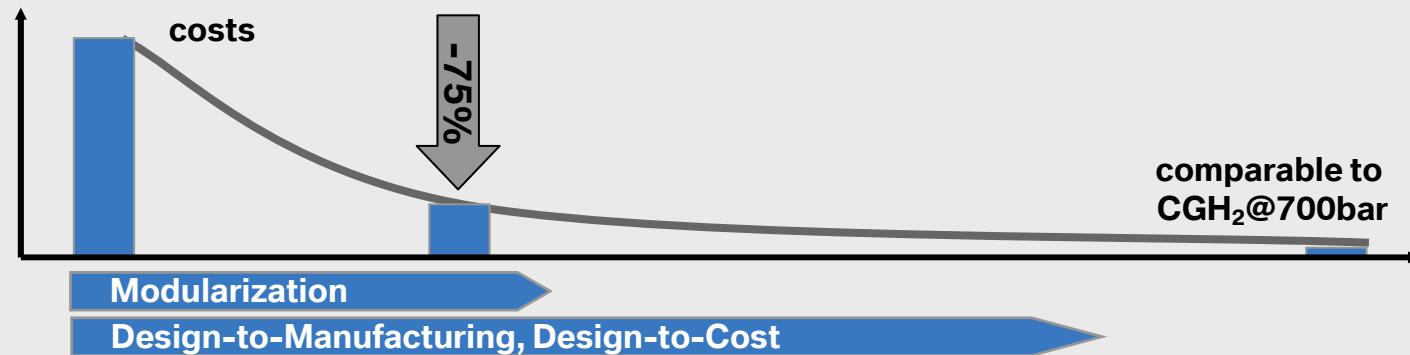 costs
-75%
comparable to
CGH₂@700bar
Modularization
Design-to-Manufacturing, Design-to-Cost